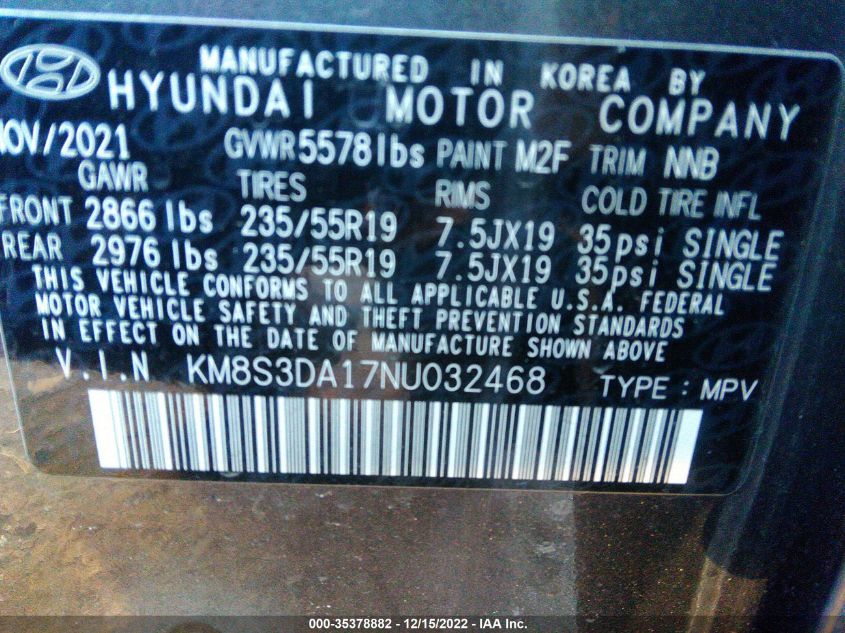 MANUFACTURED IN KOREA BY
HYUNDAI MOTOR COMPANY
NOV/2021 GVWR 5578 lbs PAINT M2F TRIM NNB
GAWR TIRES RIMS COLD TIRE INFL
FRONT 2866 lbs 235/55R19 7.5JX19 35psi SINGLE
REAR 2976 lbs 235/55R19 7.5JX19 35psi SINGLE
THIS VEHICLE CONFORMS TO ALL APPLICABLE U.S.A. FEDERAL
MOTOR VEHICLE SAFETY AND THEFT PREVENTION STANDARDS
IN EFFECT ON THE DATE OF MANUFACTURE SHOWN ABOVE
V.I.N KM8S3DA17NU032468 TYPE : MPV
000-35378882 - 12/15/2022 - IAA Inc.